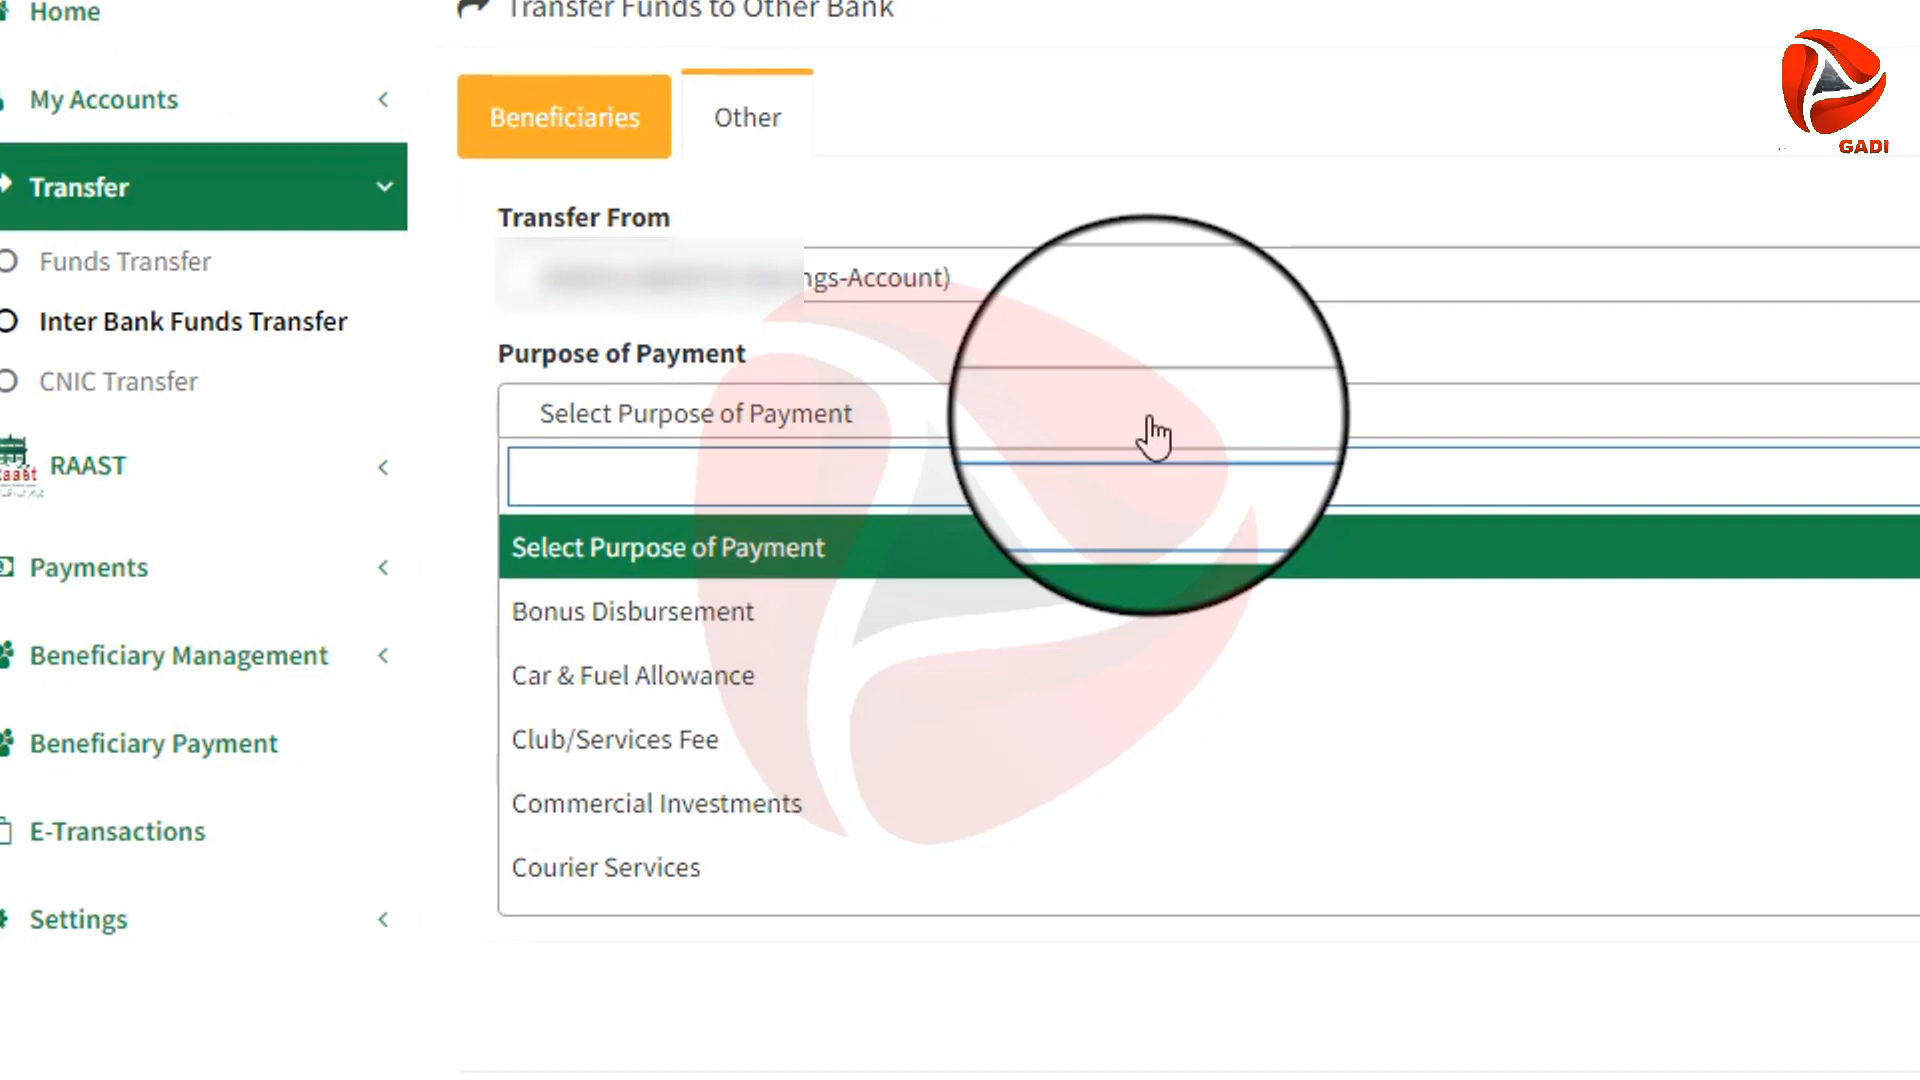 Home
Transfer Funds to Other Bank
GADI
My Accounts
Beneficiaries
Other
Transfer
Transfer From
Funds Transfer
ngs-Account)
Inter Bank Funds Transfer
Purpose of Payment
CNIC Transfer
Select Purpose of Payment
Raast
RAAST
Select Purpose of Payment
Payments
Bonus Disbursement
Beneficiary Management
Car & Fuel Allowance
Beneficiary Payment
Club/Services Fee
Commercial Investments
E-Transactions
Courier Services
Settings